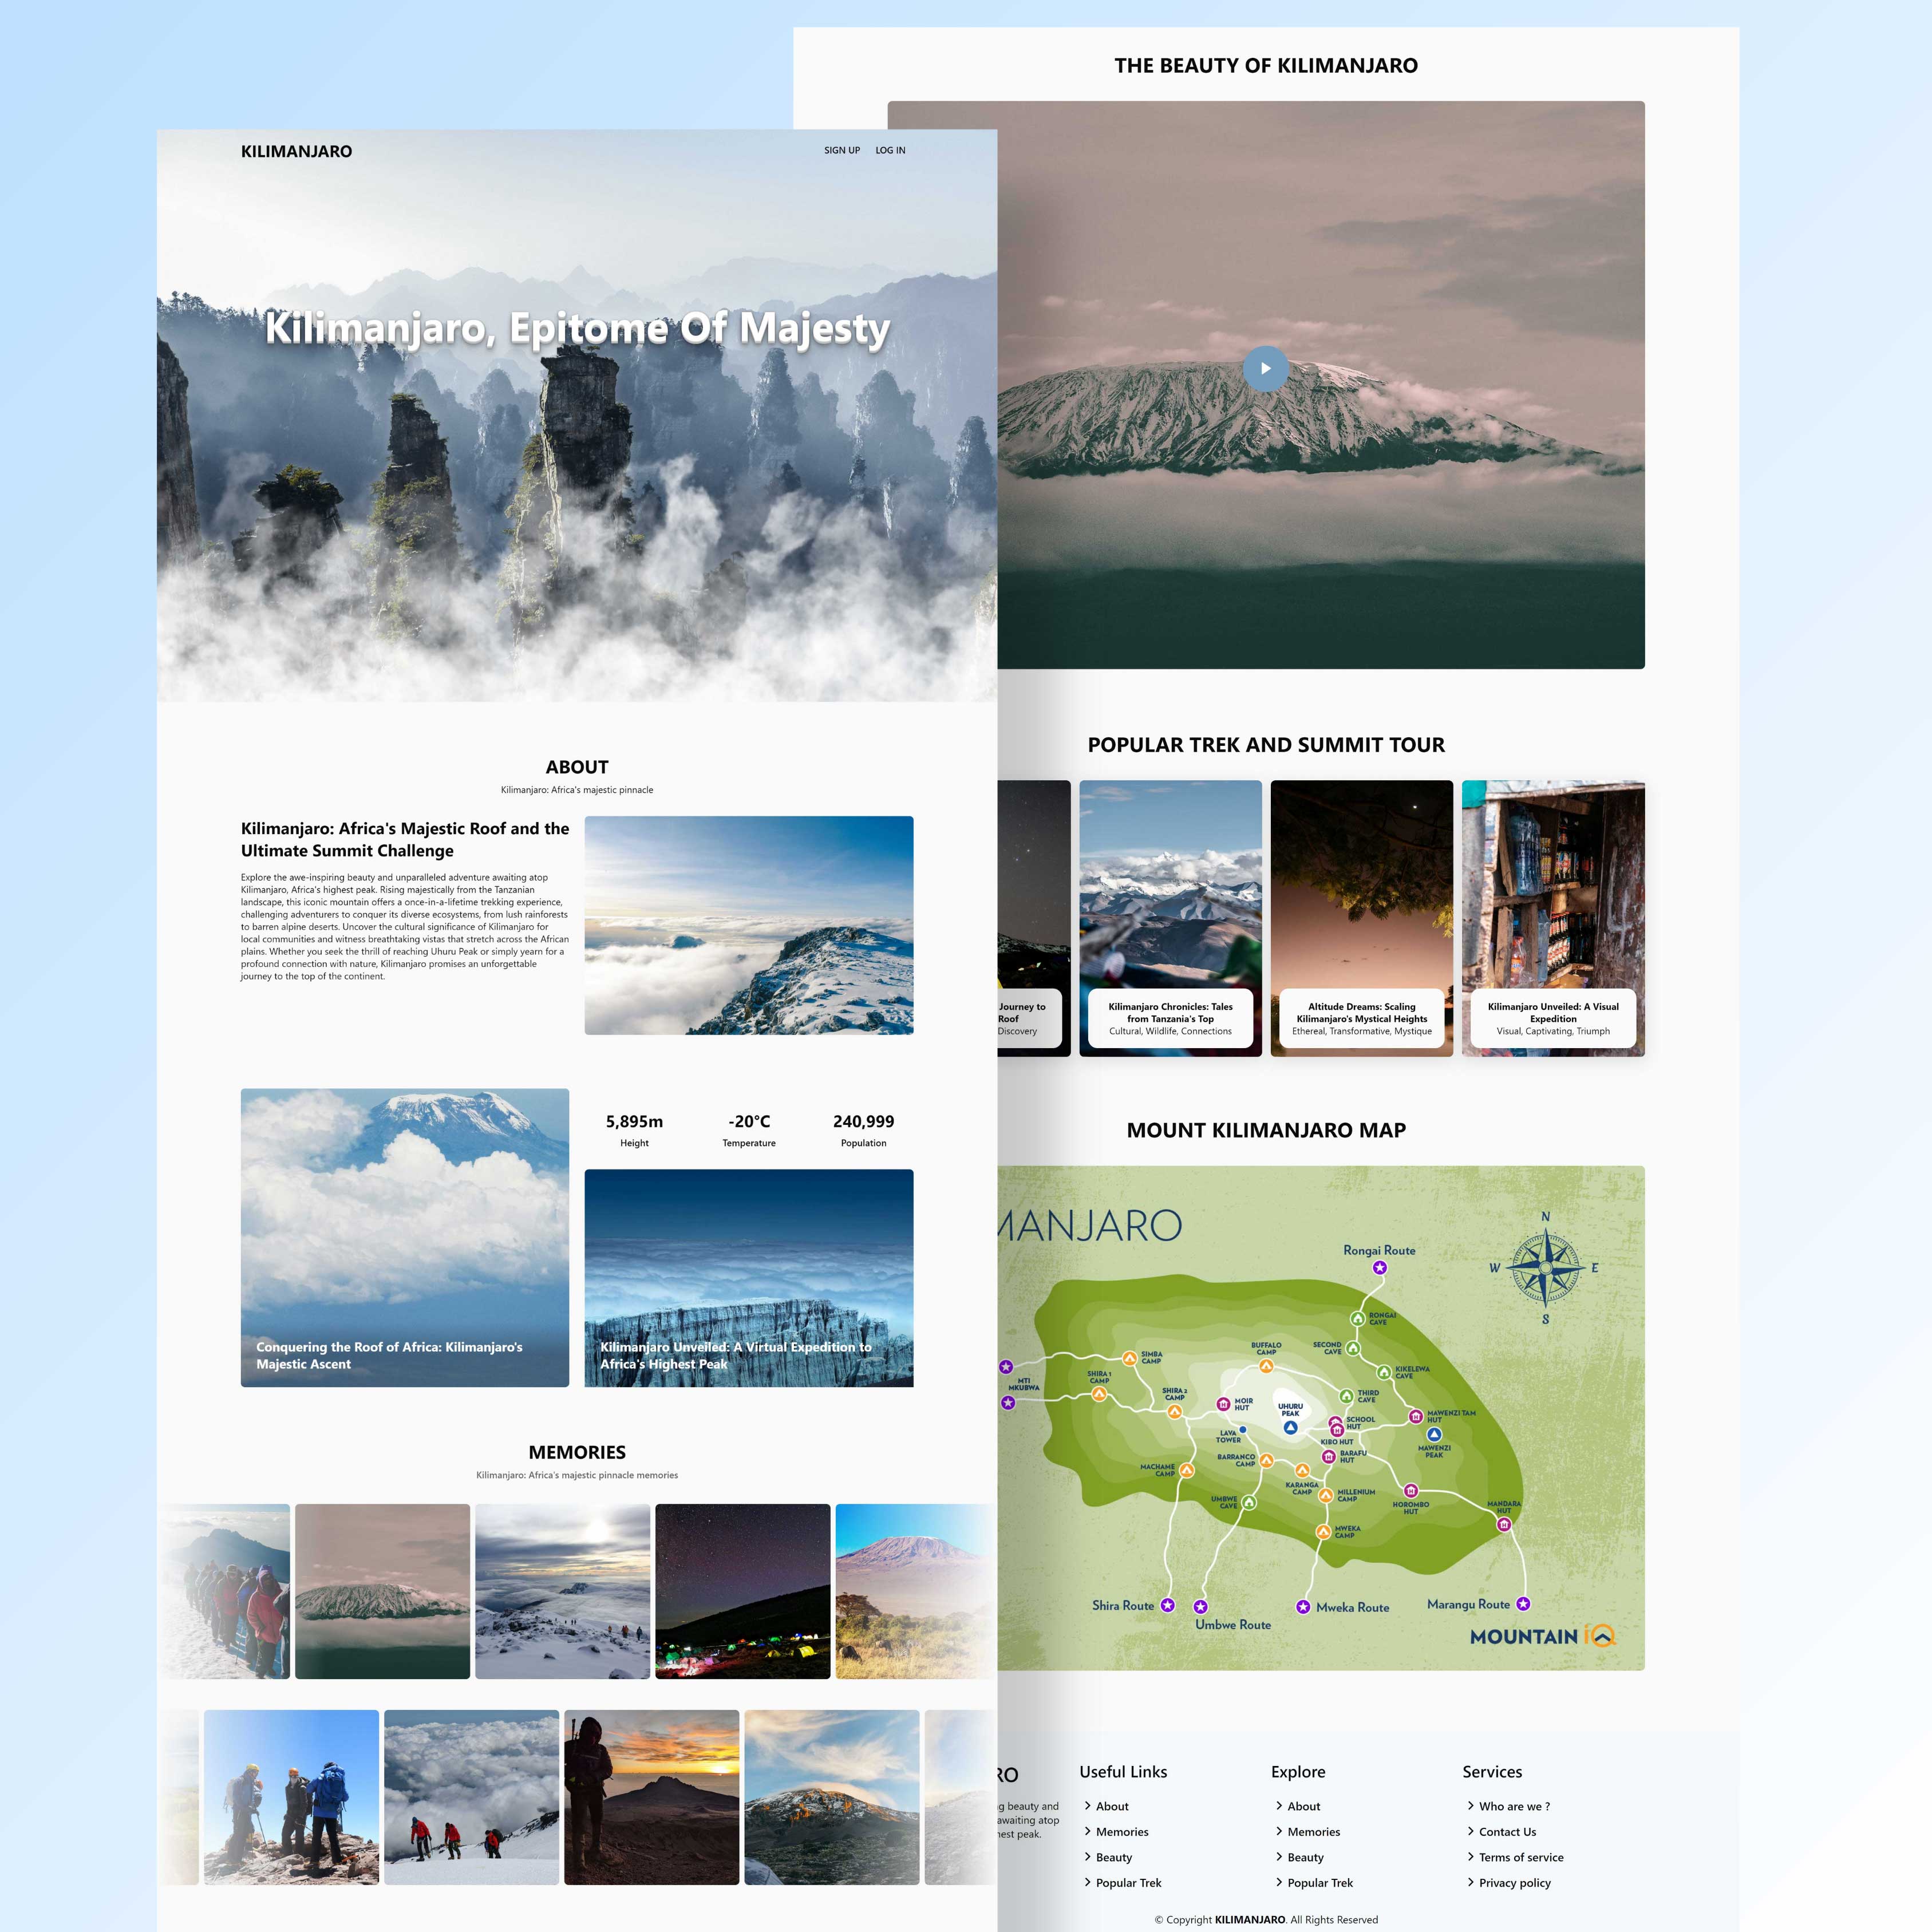 KILIMANJARO
SIGN UP LOG IN
Kilimanjaro, Epitome Of Majesty
ABOUT
Kilimanjaro: Africa's majestic pinnacle
Kilimanjaro: Africa's Majestic Roof and the
Ultimate Summit Challenge
Explore the awe-inspiring beauty and unparalleled adventure awaiting atop
Kilimanjaro, Africa's highest peak. Rising majestically from the Tanzanian
landscape, this iconic mountain offers a once-in-a-lifetime trekking experience,
challenging adventurers to conquer its diverse ecosystems, from lush rainforests
to barren alpine deserts. Uncover the cultural significance of Kilimanjaro for
local communities and witness breathtaking vistas that stretch across the African
plains. Whether you seek the thrill of reaching Uhuru Peak or simply yearn for a
profound connection with nature, Kilimanjaro promises an unforgettable
journey to the top of the continent.
5,895m
Height
-20°C
Temperature
240,999
Population
Conquering the Roof of Africa: Kilimanjaro's
Majestic Ascent
Kilimanjaro Unveiled: A Virtual Expedition to
Africa's Highest Peak
MEMORIES
Kilimanjaro: Africa's majestic pinnacle memories
THE BEAUTY OF KILIMANJARO
POPULAR TREK AND SUMMIT TOUR
Journey to
Roof
Discovery
Kilimanjaro Chronicles: Tales
from Tanzania's Top
Cultural, Wildlife, Connections
Altitude Dreams: Scaling
Kilimanjaro's Mystical Heights
Ethereal, Transformative, Mystique
Kilimanjaro Unveiled: A Visual
Expedition
Visual, Captivating, Triumph
MOUNT KILIMANJARO MAP
MANJARO
N
W E
S
Rongai Route
RONGAI
CAVE
SECOND
CAVE
BUFFALO
CAMP
KIKELEWA
CAVE
SIMBA
CAMP
MTI
MKUBWA
SHIRA 1
CAMP
SHIRA 2
CAMP
MOIR
HUT
UHURU
PEAK
THIRD
CAVE
SCHOOL
HUT
MAWENZI TAM
HUT
LAVA
TOWER
KIBO HUT
MAWENZI
PEAK
BARRANCO
CAMP
BARAFU
HUT
MACHAME
CAMP
KARANGA
CAMP
MILLENIUM
CAMP
HOROMBO
HUT
UMBWE
CAVE
MANDARA
HUT
MWEKA
CAMP
Shira Route
Umbwe Route
Mweka Route
Marangu Route
MOUNTAIN iQ
RO
g beauty and
awaiting atop
hest peak.
Useful Links
About
Memories
Beauty
Popular Trek
Explore
About
Memories
Beauty
Popular Trek
Services
Who are we ?
Contact Us
Terms of service
Privacy policy
© Copyright KILIMANJARO. All Rights Reserved